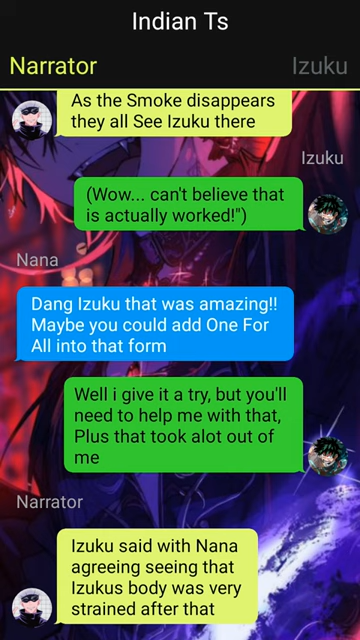 Indian Ts
Narrator
Izuku
As the Smoke disappears
they all See Izuku there
Izuku
(Wow... can't believe that
is actually worked!")
Nana
Dang Izuku that was amazing!!
Maybe you could add One For
All into that form
Well i give it a try, but you'll
need to help me with that,
Plus that took alot out of
me
Narrator
Izuku said with Nana
agreeing seeing that
Izukus body was very
strained after that